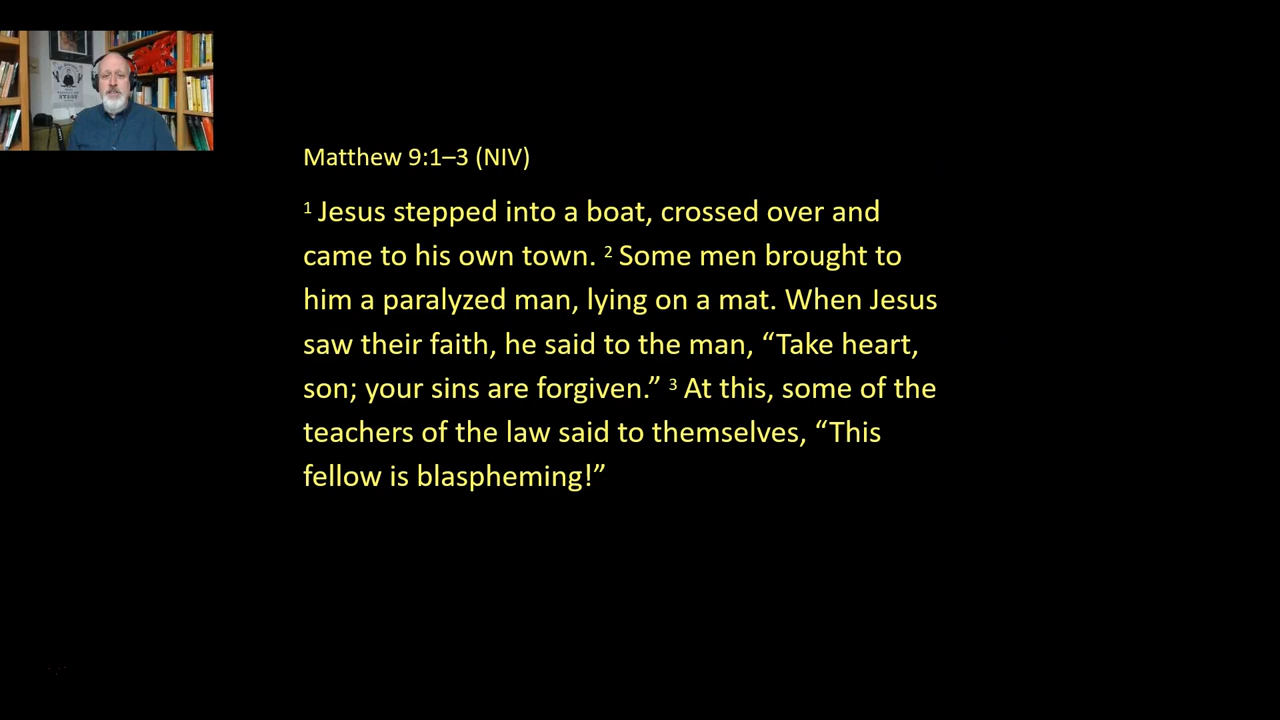 Matthew 9:1–3 (NIV)
1 Jesus stepped into a boat, crossed over and
came to his own town. 2 Some men brought to
him a paralyzed man, lying on a mat. When Jesus
saw their faith, he said to the man, “Take heart,
son; your sins are forgiven.” 3 At this, some of the
teachers of the law said to themselves, “This
fellow is blaspheming!”